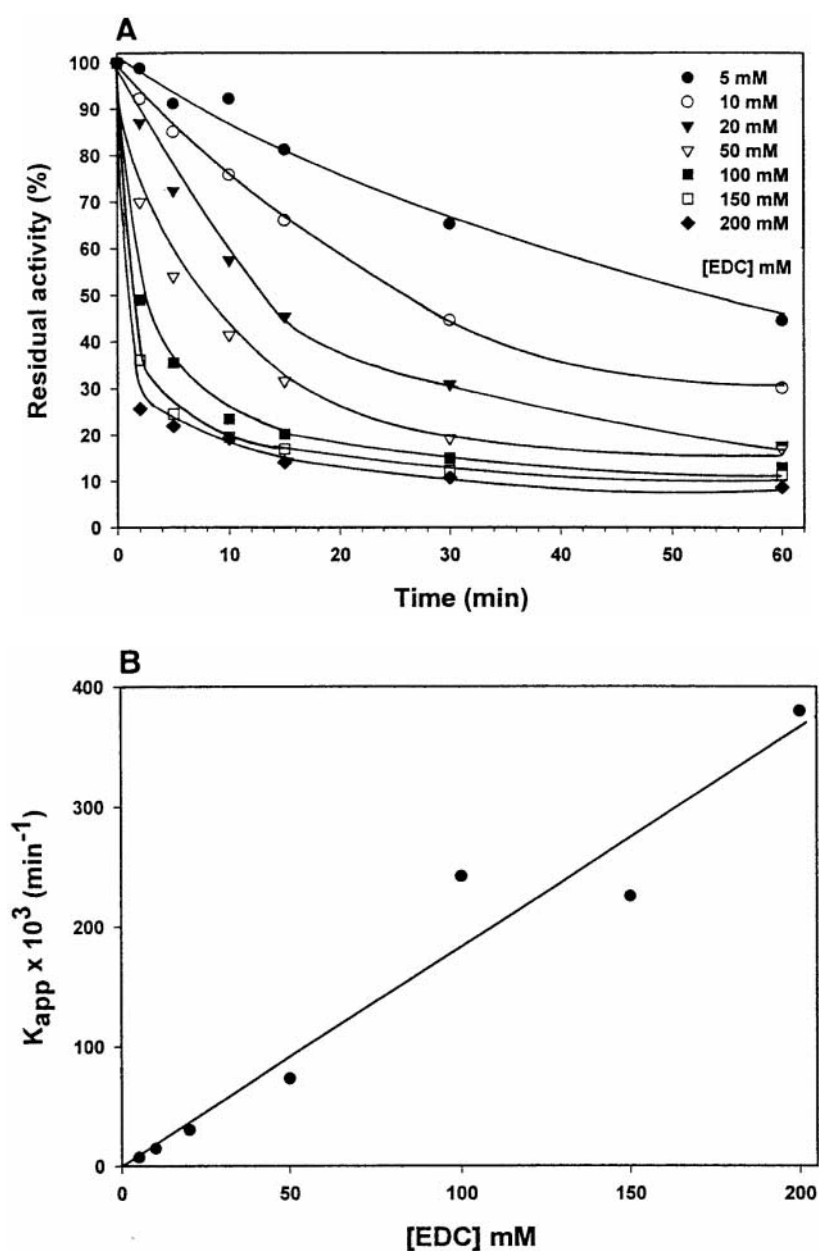 A
Residual activity (%)
100
90
80
70
60
50
40
30
20
10
0
5 mM
10 mM
20 mM
50 mM
100 mM
150 mM
200 mM
[EDC] mM
0 10 20 30 40 50 60
Time (min)
B
Kapp x 10³ (min⁻¹)
400
300
200
100
0
0 50 100 150 200
[EDC] mM